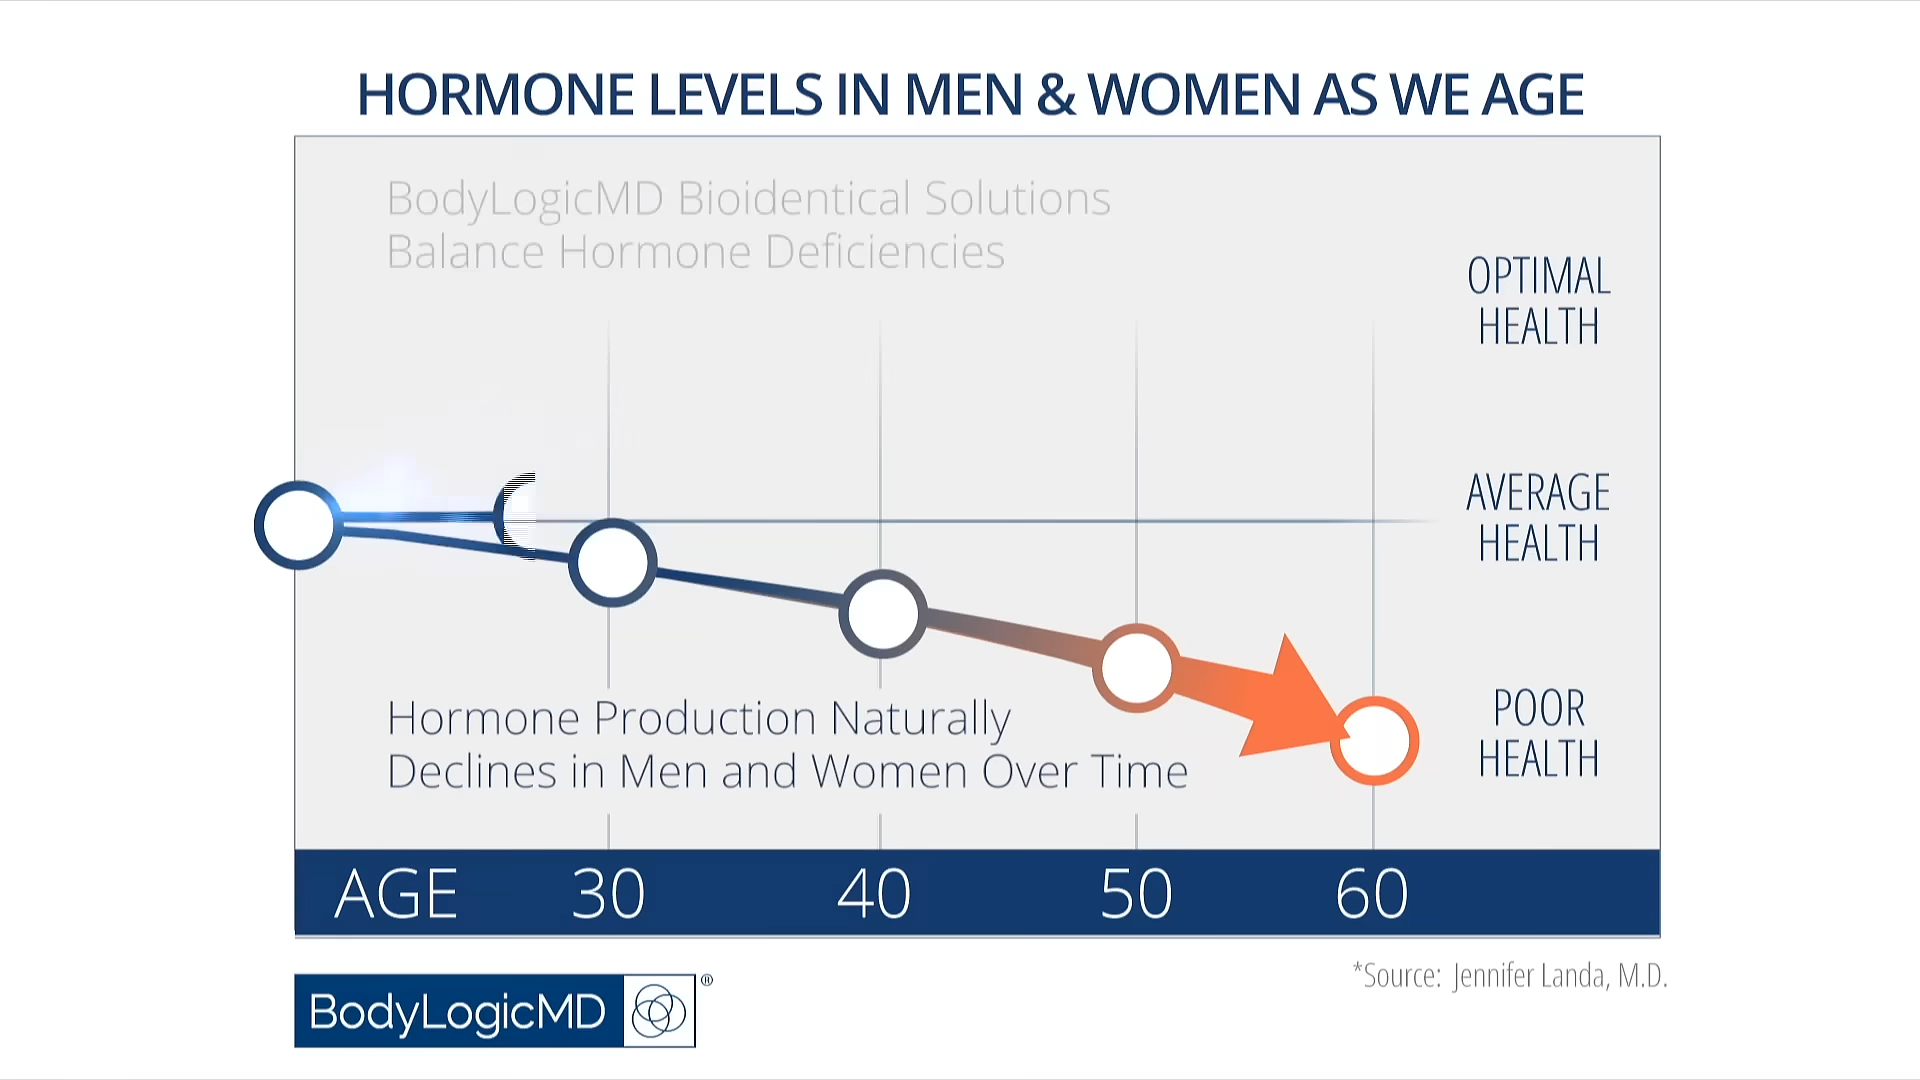 HORMONE LEVELS IN MEN & WOMEN AS WE AGE
BodyLogicMD Bioidentical Solutions
Balance Hormone Deficiencies
OPTIMAL
HEALTH
AVERAGE
HEALTH
Hormone Production Naturally
Declines in Men and Women Over Time
POOR
HEALTH
AGE 30 40 50 60
*Source: Jennifer Landa, M.D.
BodyLogicMD ®